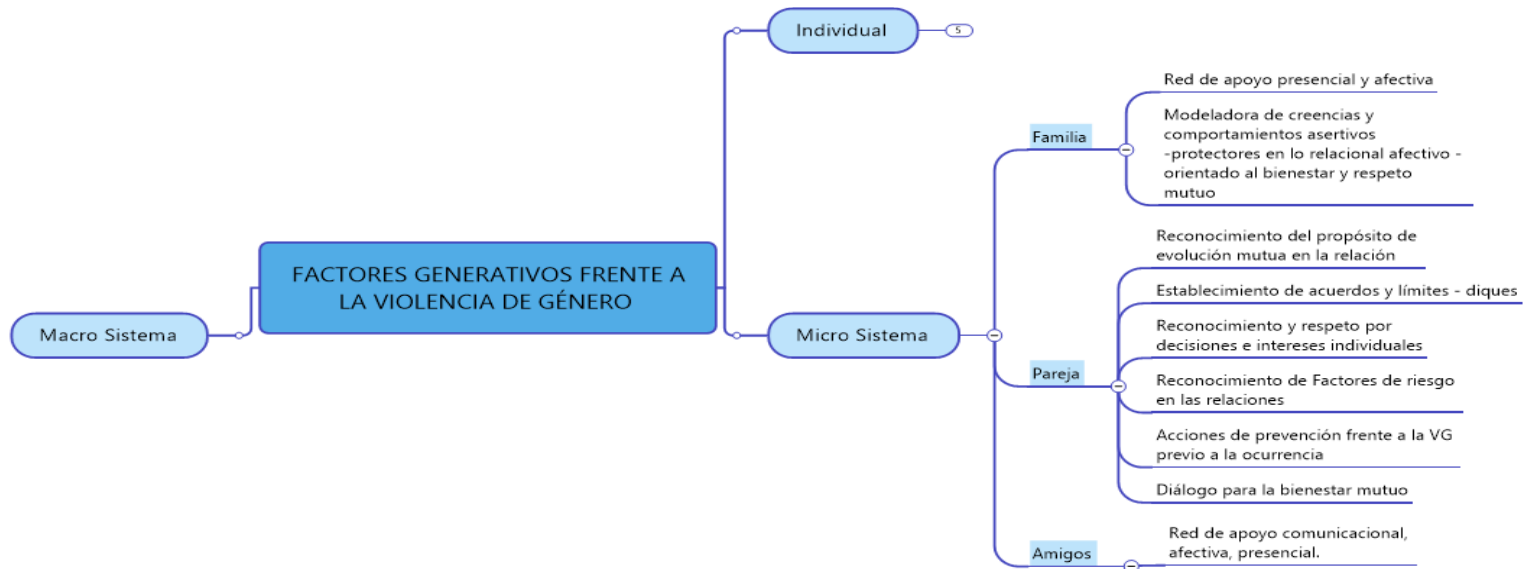 Individual
5
Red de apoyo presencial y afectiva
Modeladora de creencias y
comportamientos asertivos
-protectores en lo relacional afectivo -
orientado al bienestar y respeto
mutuo
Familia
FACTORES GENERATIVOS FRENTE A
LA VIOLENCIA DE GÉNERO
Macro Sistema
Micro Sistema
Reconocimiento del propósito de
evolución mutua en la relación
Establecimiento de acuerdos y límites - diques
Reconocimiento y respeto por
decisiones e intereses individuales
Pareja
Reconocimiento de Factores de riesgo
en las relaciones
Acciones de prevención frente a la VG
previo a la ocurrencia
Diálogo para la bienestar mutuo
Amigos
Red de apoyo comunicacional,
afectiva, presencial.